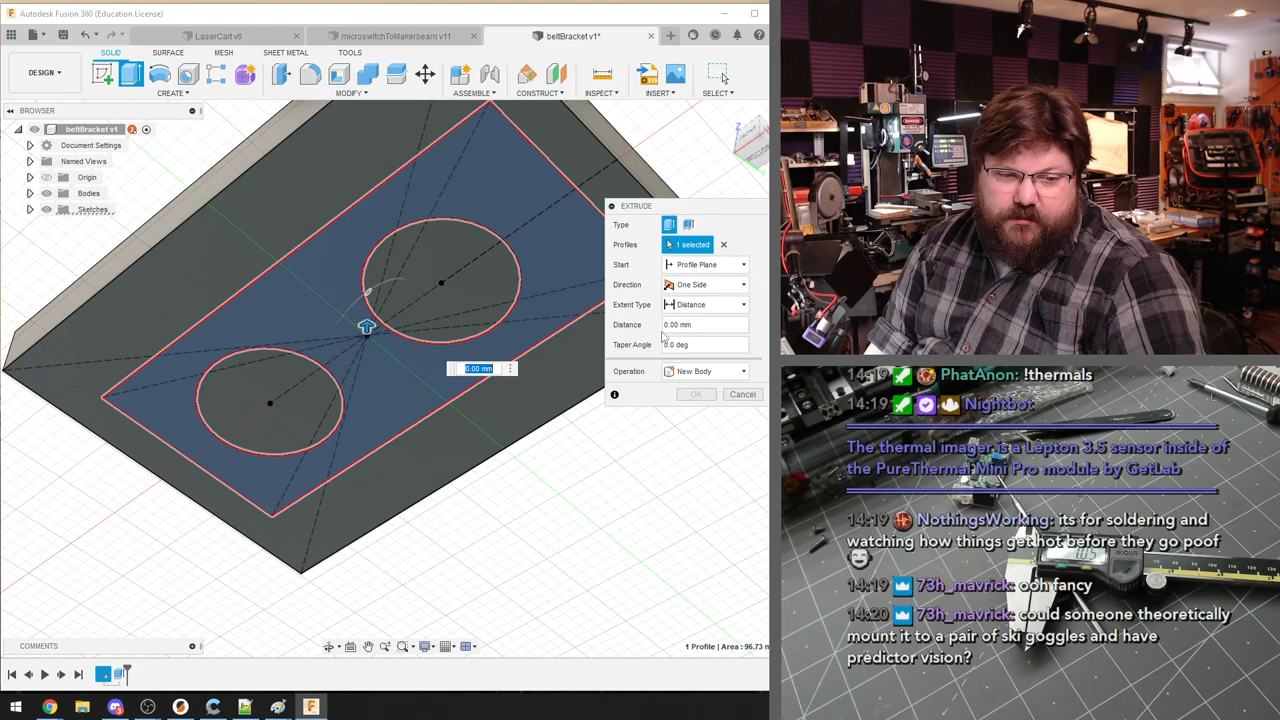 Autodesk Fusion 360 (Education License)
LaserCart v6
microswitchToMakerbeam v11
beltBracket v1*
SOLID
SURFACE
MESH
SHEET METAL
TOOLS
DESIGN
CREATE
MODIFY
ASSEMBLE
CONSTRUCT
INSPECT
INSERT
SELECT
BROWSER
beltBracket v1
Document Settings
Named Views
Origin
Bodies
Sketches
BOTTOM
Z
EXTRUDE
Type
Profiles
1 selected
Start
Profile Plane
Direction
One Side
Extent Type
Distance
Distance
0.00 mm
Taper Angle
0.0 deg
Operation
New Body
OK
Cancel
0.00 mm
COMMENTS
1 Profile | Area : 96.73 m
14:19 PhatAnon: !thermals
14:19 Nightbot
The thermal imager is a Lepton 3.5 sensor inside of
the PureThermal Mini Pro module by GetLab
14:19 NothingsWorking: its for soldering and
watching how things get hot before they go poof
14:19 73h_mavrick: ooh fancy
14:20 73h_mavrick: could someone theoretically
mount it to a pair of ski goggles and have
predictor vision?